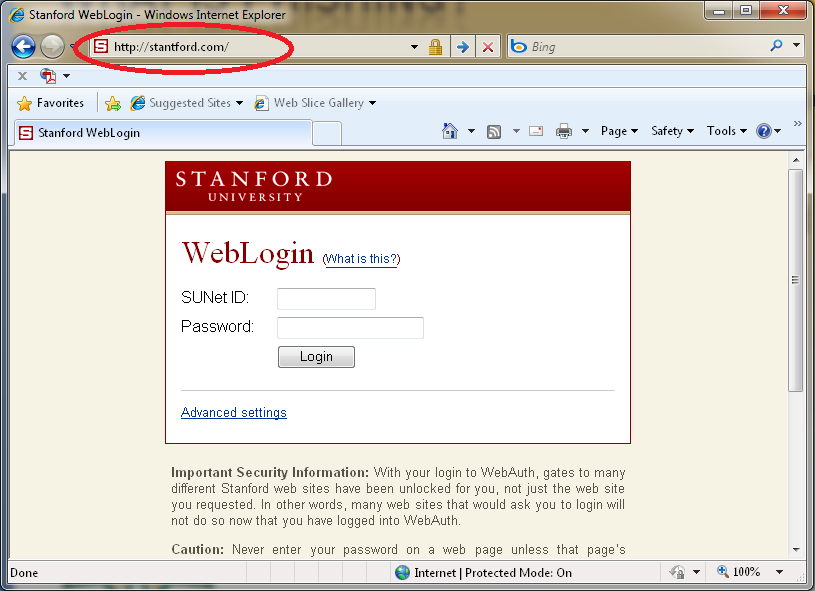 Stanford WebLogin - Windows Internet Explorer
http://stantford.com/
Bing
Favorites Suggested Sites Web Slice Gallery
Stanford WebLogin
Page Safety Tools
STANFORD
UNIVERSITY
WebLogin (What is this?)
SUNet ID:
Password:
Login
Advanced settings
Important Security Information: With your login to WebAuth, gates to many
different Stanford web sites have been unlocked for you, not just the web site
you requested. In other words, many web sites that would ask you to login will
not do so now that you have logged into WebAuth.
Caution: Never enter your password on a web page unless that page's
Done
Internet | Protected Mode: On
100%